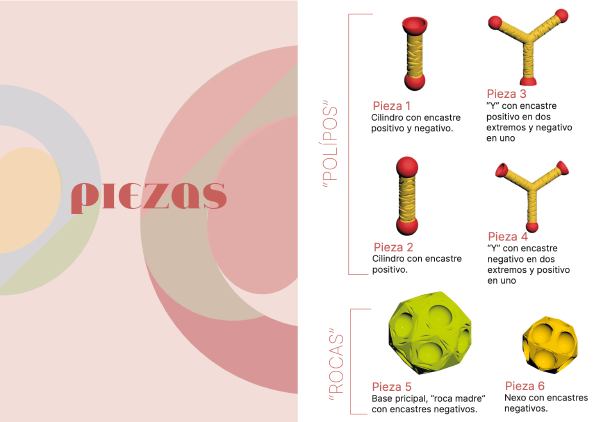 piezas
"POLÍPOS"
Pieza 1
Cilindro con encastre
positivo y negativo.
Pieza 3
"Y" con encastre
positivo en dos
extremos y negativo
en uno
Pieza 2
Cilindro con encastre
positivo.
Pieza 4
"Y" con encastre
negativo en dos
extremos y positivo
en uno
"ROCAS"
Pieza 5
Base pricipal, "roca madre"
con encastres negativos.
Pieza 6
Nexo con encastres
negativos.